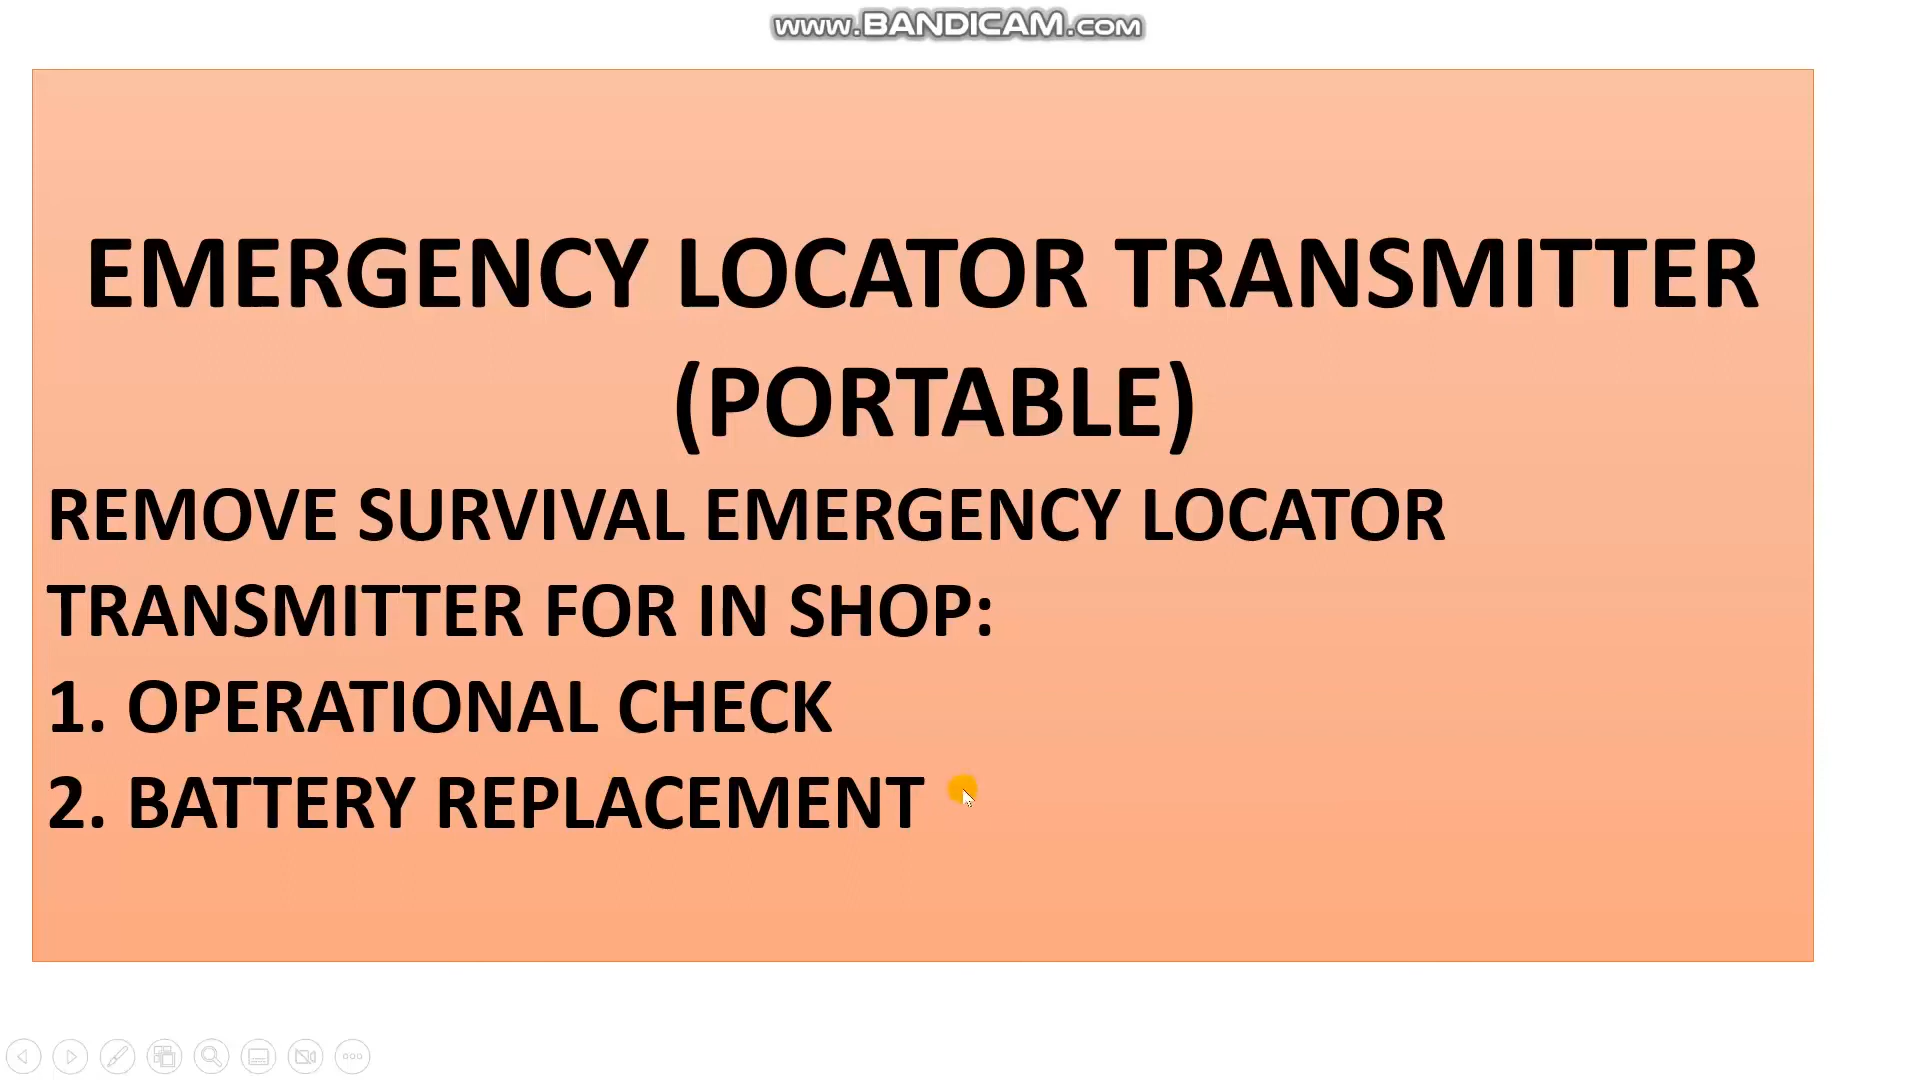 www.BANDICAM.com
EMERGENCY LOCATOR TRANSMITTER
(PORTABLE)
REMOVE SURVIVAL EMERGENCY LOCATOR
TRANSMITTER FOR IN SHOP:
1. OPERATIONAL CHECK
2. BATTERY REPLACEMENT